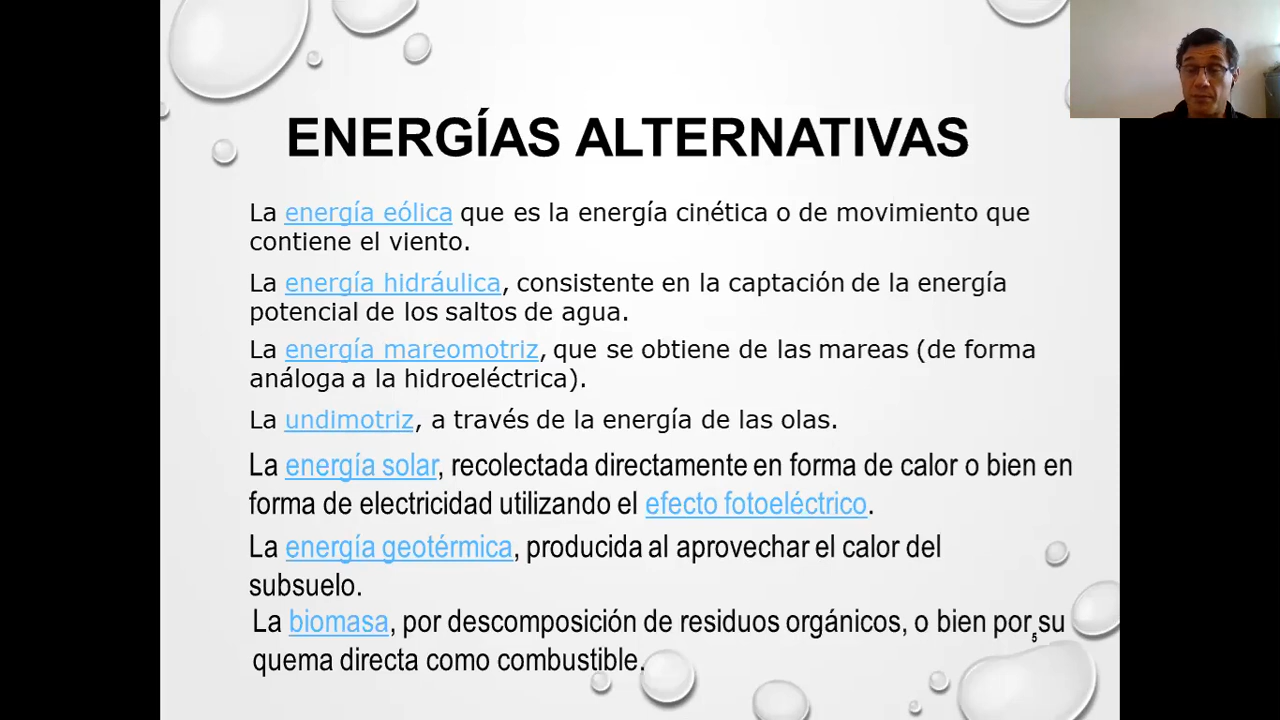 ENERGÍAS ALTERNATIVAS
La energía eólica que es la energía cinética o de movimiento que
contiene el viento.
La energía hidráulica, consistente en la captación de la energía
potencial de los saltos de agua.
La energía mareomotriz, que se obtiene de las mareas (de forma
análoga a la hidroeléctrica).
La undimotriz, a través de la energía de las olas.
La energía solar, recolectada directamente en forma de calor o bien en
forma de electricidad utilizando el efecto fotoeléctrico.
La energía geotérmica, producida al aprovechar el calor del
subsuelo.
La biomasa, por descomposición de residuos orgánicos, o bien por su
quema directa como combustible.
5